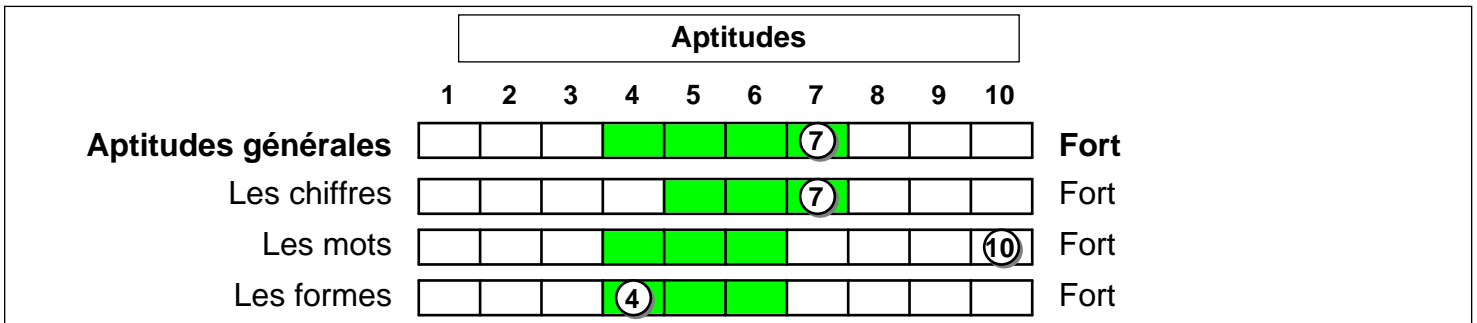 Aptitudes
1 2 3 4 5 6 7 8 9 10
Aptitudes générales 7 Fort
Les chiffres 7 Fort
Les mots 10 Fort
Les formes 4 Fort